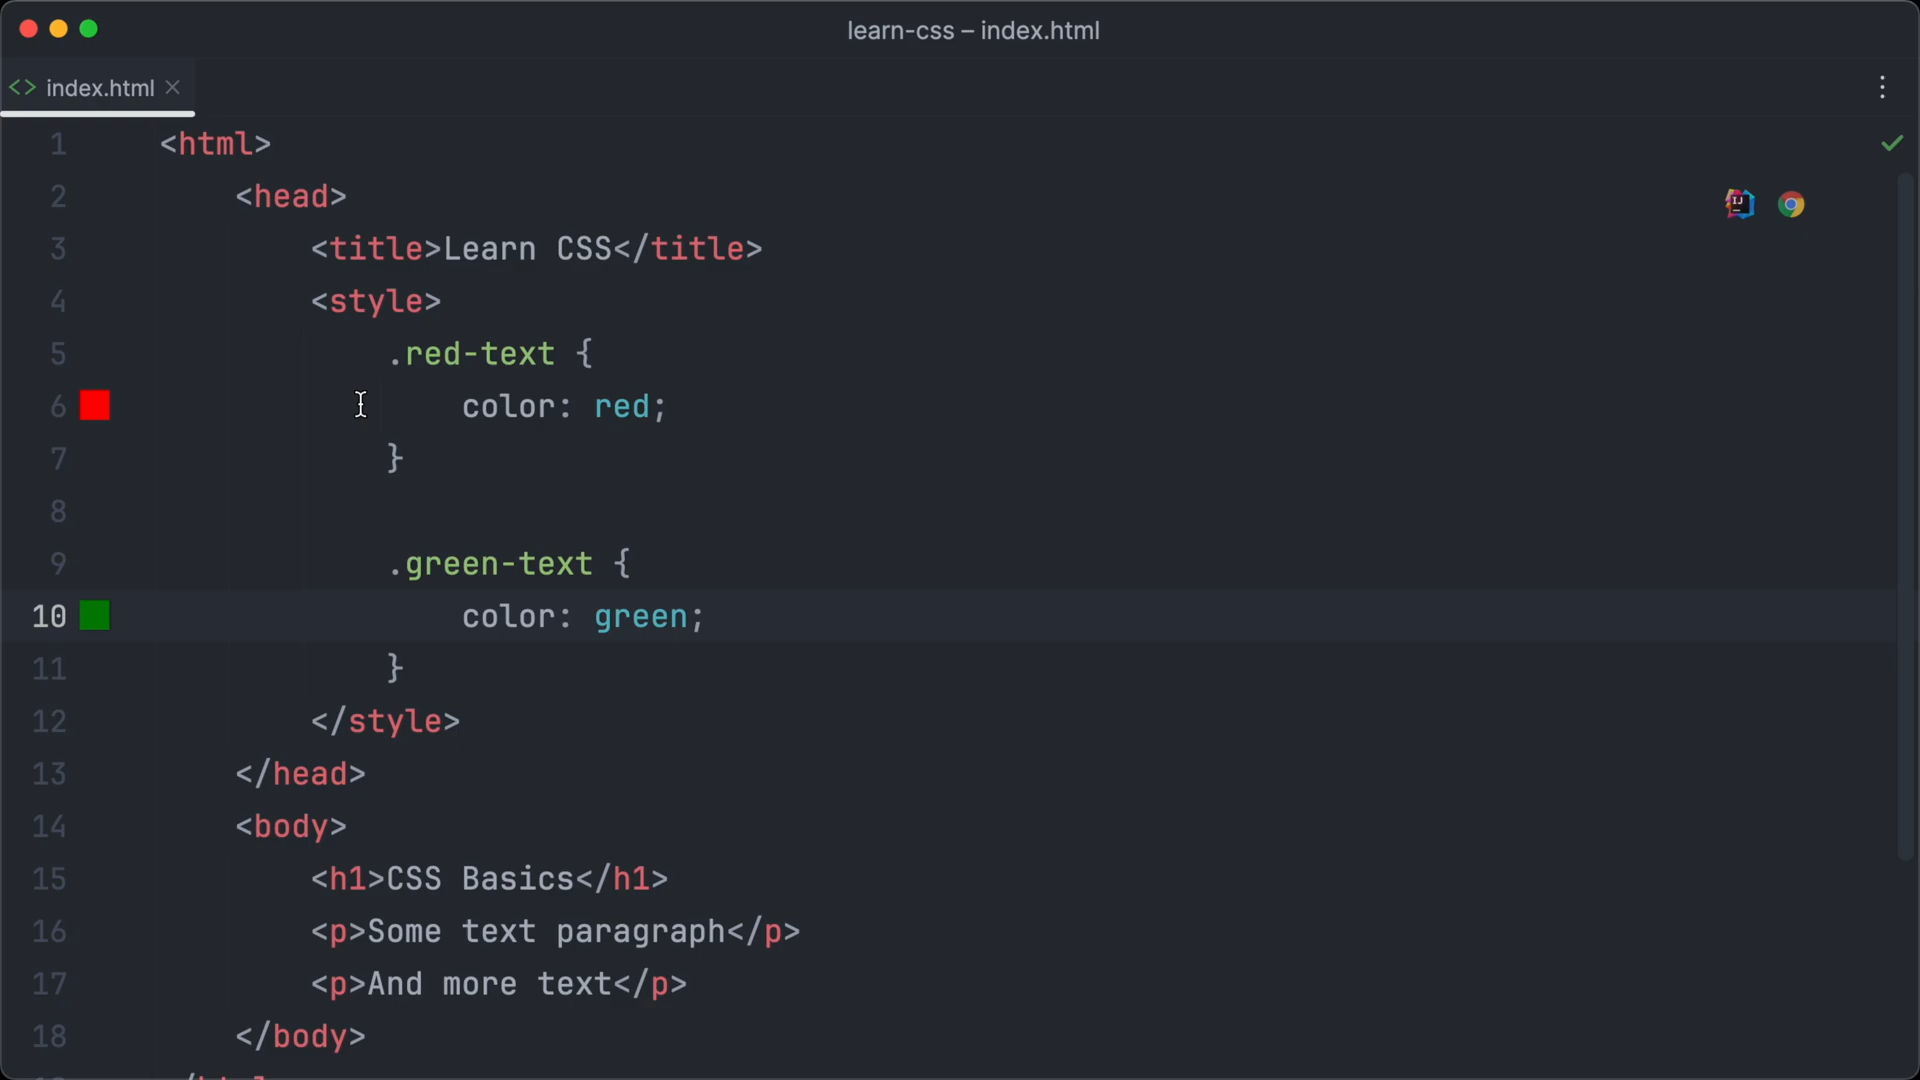 learn-css – index.html
<> index.html ×
1 <html>
2 <head>
3 <title>Learn CSS</title>
4 <style>
5 .red-text {
6 color: red;
7 }
8
9 .green-text {
10 color: green;
11 }
12 </style>
13 </head>
14 <body>
15 <h1>CSS Basics</h1>
16 <p>Some text paragraph</p>
17 <p>And more text</p>
18 </body>